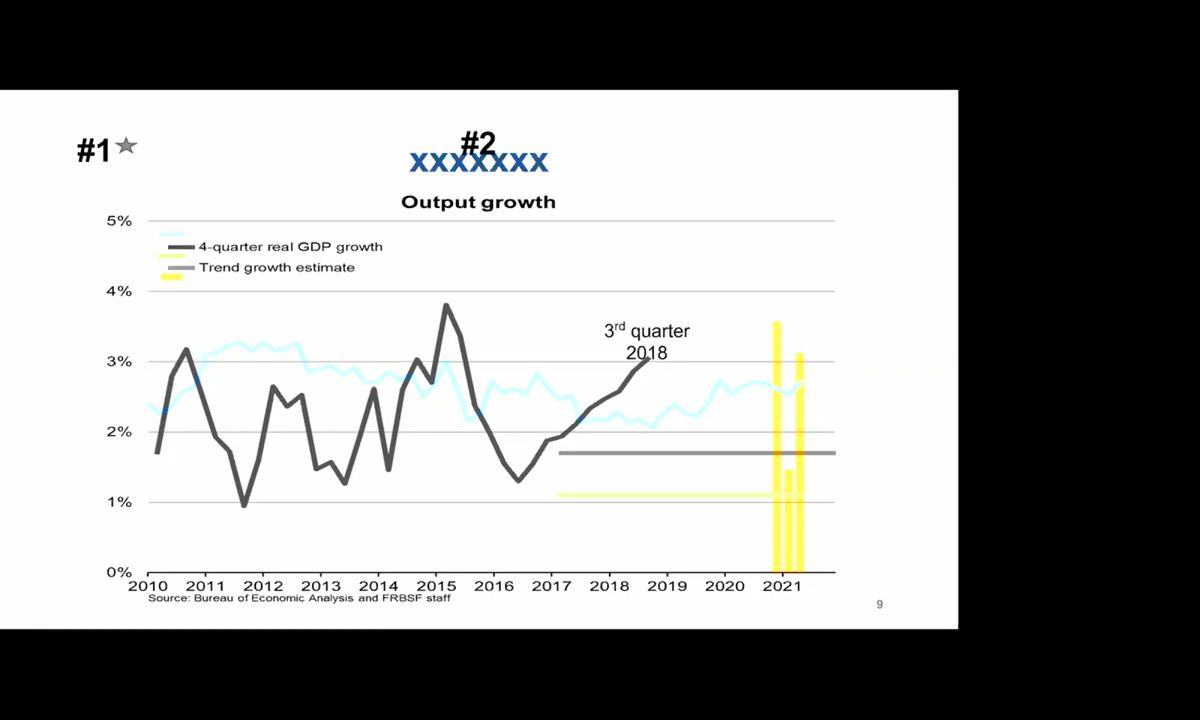 #1
#2
XXXXXXX
Output growth
5%
4-quarter real GDP growth
Trend growth estimate
4%
3rd quarter
2018
3%
2%
1%
0%
2010 2011 2012 2013 2014 2015 2016 2017 2018 2019 2020 2021
Source: Bureau of Economic Analysis and FRBSF staff
9